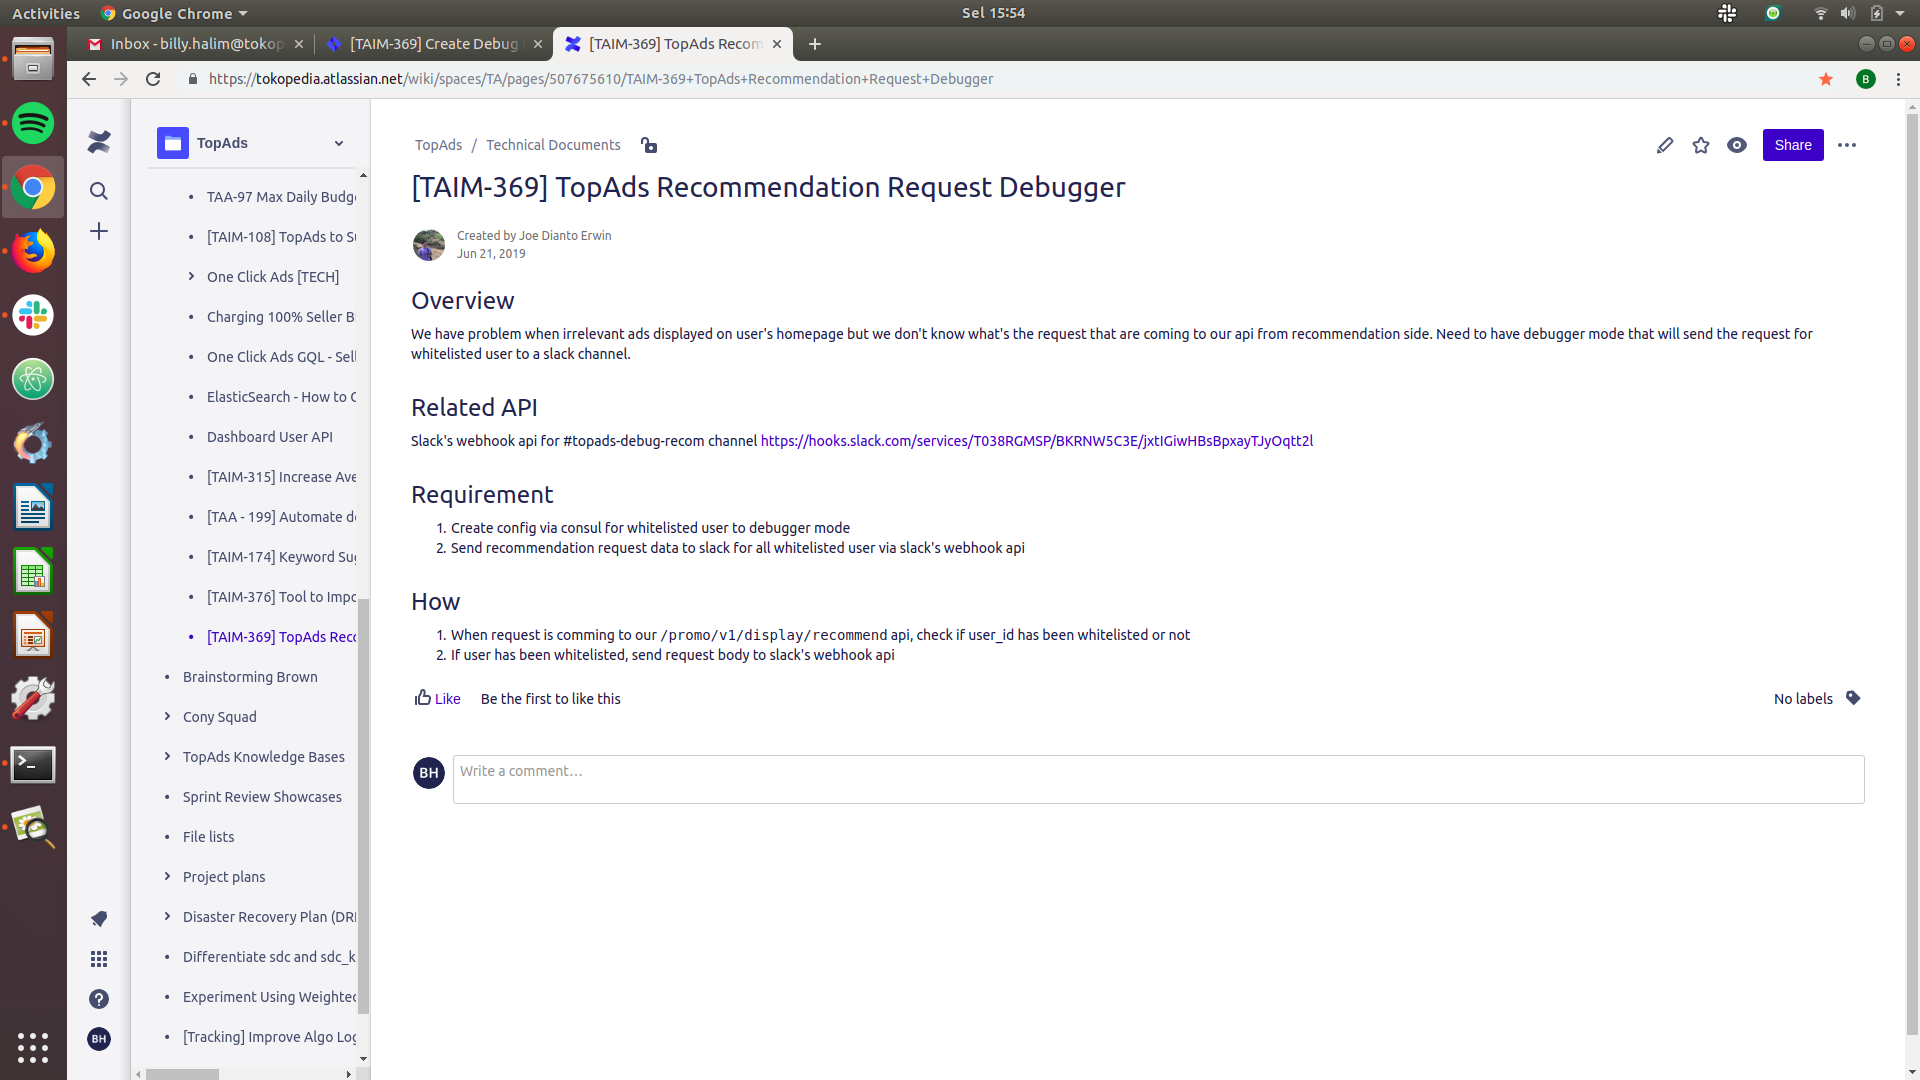 Activities
Google Chrome
Sel 15:54
Inbox - billy.halim@tokop
[TAIM-369] Create Debug
[TAIM-369] TopAds Recom
https://tokopedia.atlassian.net/wiki/spaces/TA/pages/507675610/TAIM-369+TopAds+Recommendation+Request+Debugger
B
TopAds
TAA-97 Max Daily Budge
[TAIM-108] TopAds to Su
One Click Ads [TECH]
Charging 100% Seller B
One Click Ads GQL - Sell
ElasticSearch - How to C
Dashboard User API
[TAIM-315] Increase Ave
[TAA - 199] Automate de
[TAIM-174] Keyword Sug
[TAIM-376] Tool to Impo
[TAIM-369] TopAds Reco
Brainstorming Brown
Cony Squad
TopAds Knowledge Bases
Sprint Review Showcases
File lists
Project plans
Disaster Recovery Plan (DRP
Differentiate sdc and sdc_k
Experiment Using Weighted
[Tracking] Improve Algo Log
BH
TopAds / Technical Documents
Share
[TAIM-369] TopAds Recommendation Request Debugger
Created by Joe Dianto Erwin
Jun 21, 2019
Overview
We have problem when irrelevant ads displayed on user's homepage but we don't know what's the request that are coming to our api from recommendation side. Need to have debugger mode that will send the request for
whitelisted user to a slack channel.
Related API
Slack's webhook api for #topads-debug-recom channel https://hooks.slack.com/services/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
Requirement
1. Create config via consul for whitelisted user to debugger mode
2. Send recommendation request data to slack for all whitelisted user via slack's webhook api
How
1. When request is comming to our /promo/v1/display/recommend api, check if user_id has been whitelisted or not
2. If user has been whitelisted, send request body to slack's webhook api
Like
Be the first to like this
No labels
BH
Write a comment…